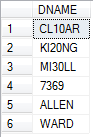 DNAME
1 CL10AR
2 KI20NG
3 MI30LL
4 7369
5 ALLEN
6 WARD